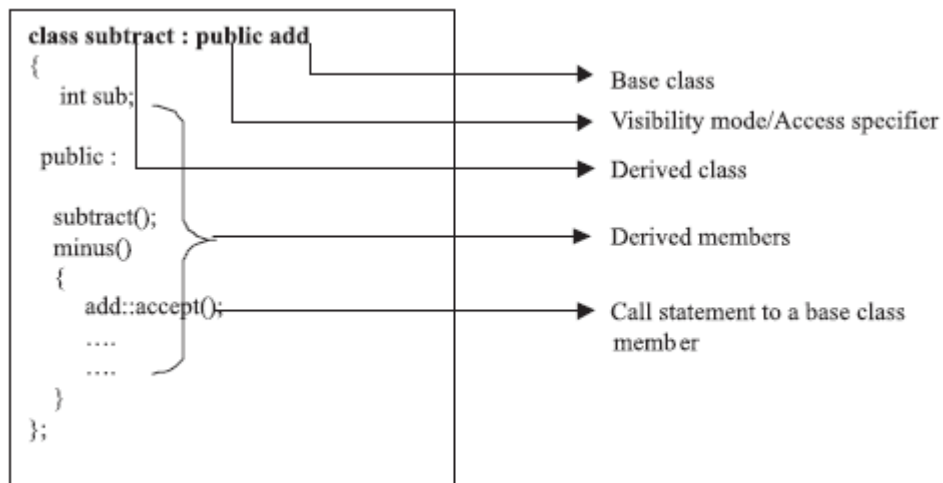 class subtract : public add
{
int sub;
public :
subtract();
minus()
{
add::accept();
....
....
}
};
Base class
Visibility mode/Access specifier
Derived class
Derived members
Call statement to a base class
member